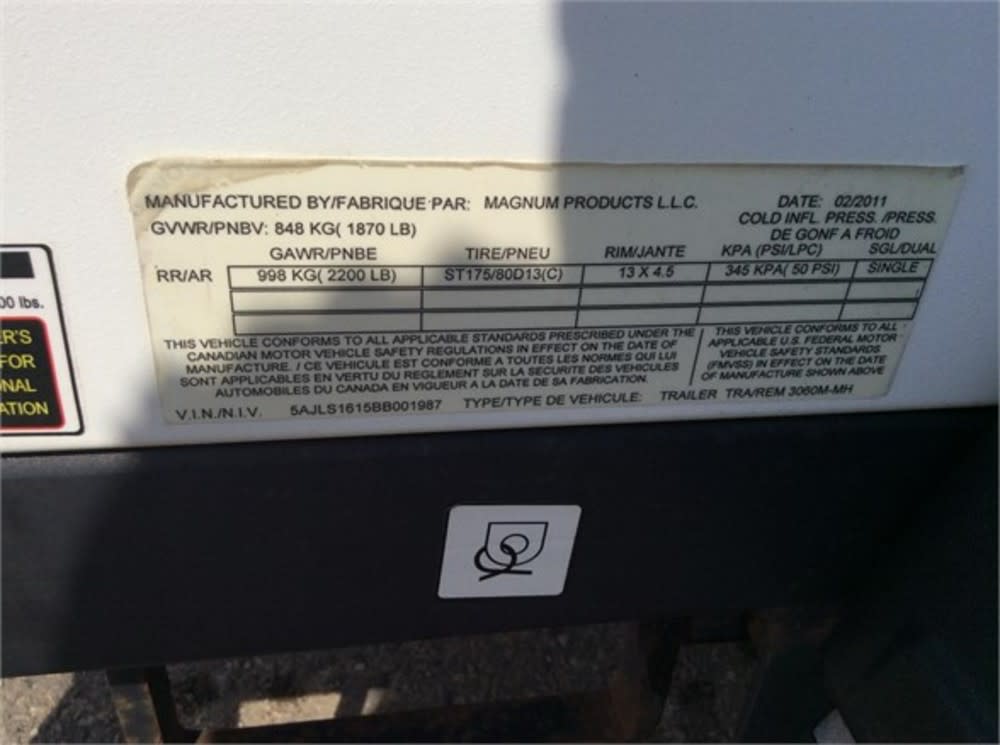 MANUFACTURED BY/FABRIQUE PAR: MAGNUM PRODUCTS L.L.C. DATE: 02/2011
GVWR/PNBV: 848 KG( 1870 LB) COLD INFL. PRESS. /PRESS.
DE GONF A FROID
GAWR/PNBE TIRE/PNEU RIM/JANTE KPA (PSI/LPC) SGL/DUAL
RR/AR 998 KG( 2200 LB) ST175/80D13(C) 13 X 4.5 345 KPA( 50 PSI) SINGLE
THIS VEHICLE CONFORMS TO ALL APPLICABLE STANDARDS PRESCRIBED UNDER THE
CANADIAN MOTOR VEHICLE SAFETY REGULATIONS IN EFFECT ON THE DATE OF
MANUFACTURE. / CE VEHICULE EST CONFORME A TOUTES LES NORMES QUI LUI
SONT APPLICABLES EN VERTU DU REGLEMENT SUR LA SECURITE DES VEHICULES
AUTOMOBILES DU CANADA EN VIGUEUR A LA DATE DE SA FABRICATION.
THIS VEHICLE CONFORMS TO ALL
APPLICABLE U.S. FEDERAL MOTOR
VEHICLE SAFETY STANDARDS
(FMVSS) IN EFFECT ON THE DATE
OF MANUFACTURE SHOWN ABOVE
V.I.N./N.I.V. 5AJLS1615BB001987 TYPE/TYPE DE VEHICULE: TRAILER TRA/REM 3060M-MH
00 lbs.
ER'S
FOR
NAL
ATION